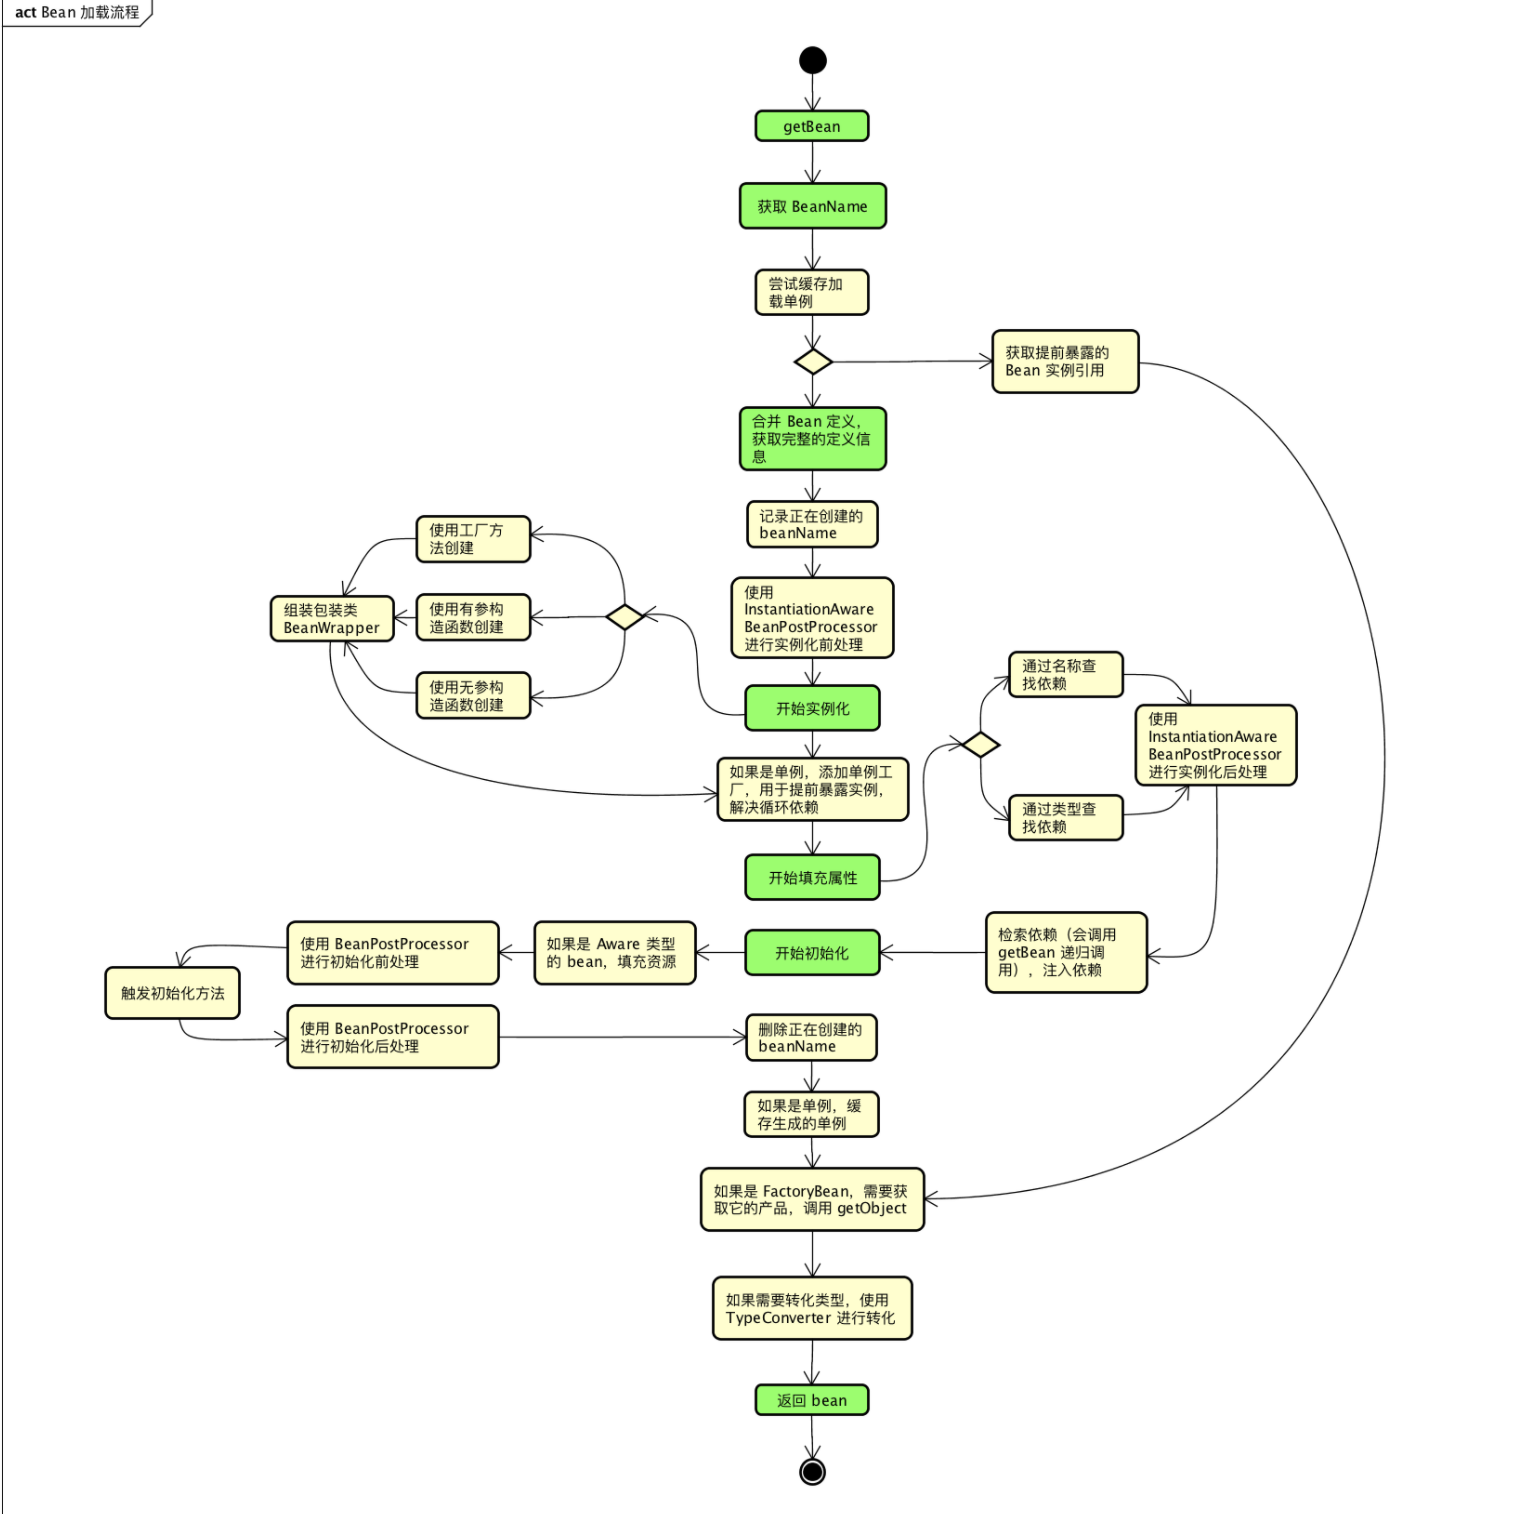 act Bean 加载流程
getBean
获取 BeanName
尝试缓存加
载单例
获取提前暴露的
Bean 实例引用
合并 Bean 定义，
获取完整的定义信
息
记录正在创建的
beanName
使用
InstantiationAware
BeanPostProcessor
进行实例化前处理
开始实例化
使用工厂方
法创建
使用有参构
造函数创建
使用无参构
造函数创建
组装包装类
BeanWrapper
如果是单例，添加单例工
厂，用于提前暴露实例，
解决循环依赖
开始填充属性
通过名称查
找依赖
通过类型查
找依赖
使用
InstantiationAware
BeanPostProcessor
进行实例化后处理
检索依赖（会调用
getBean 递归调
用），注入依赖
开始初始化
如果是 Aware 类型
的 bean，填充资源
使用 BeanPostProcessor
进行初始化前处理
触发初始化方法
使用 BeanPostProcessor
进行初始化后处理
删除正在创建的
beanName
如果是单例，缓
存生成的单例
如果是 FactoryBean，需要获
取它的产品，调用 getObject
如果需要转化类型，使用
TypeConverter 进行转化
返回 bean